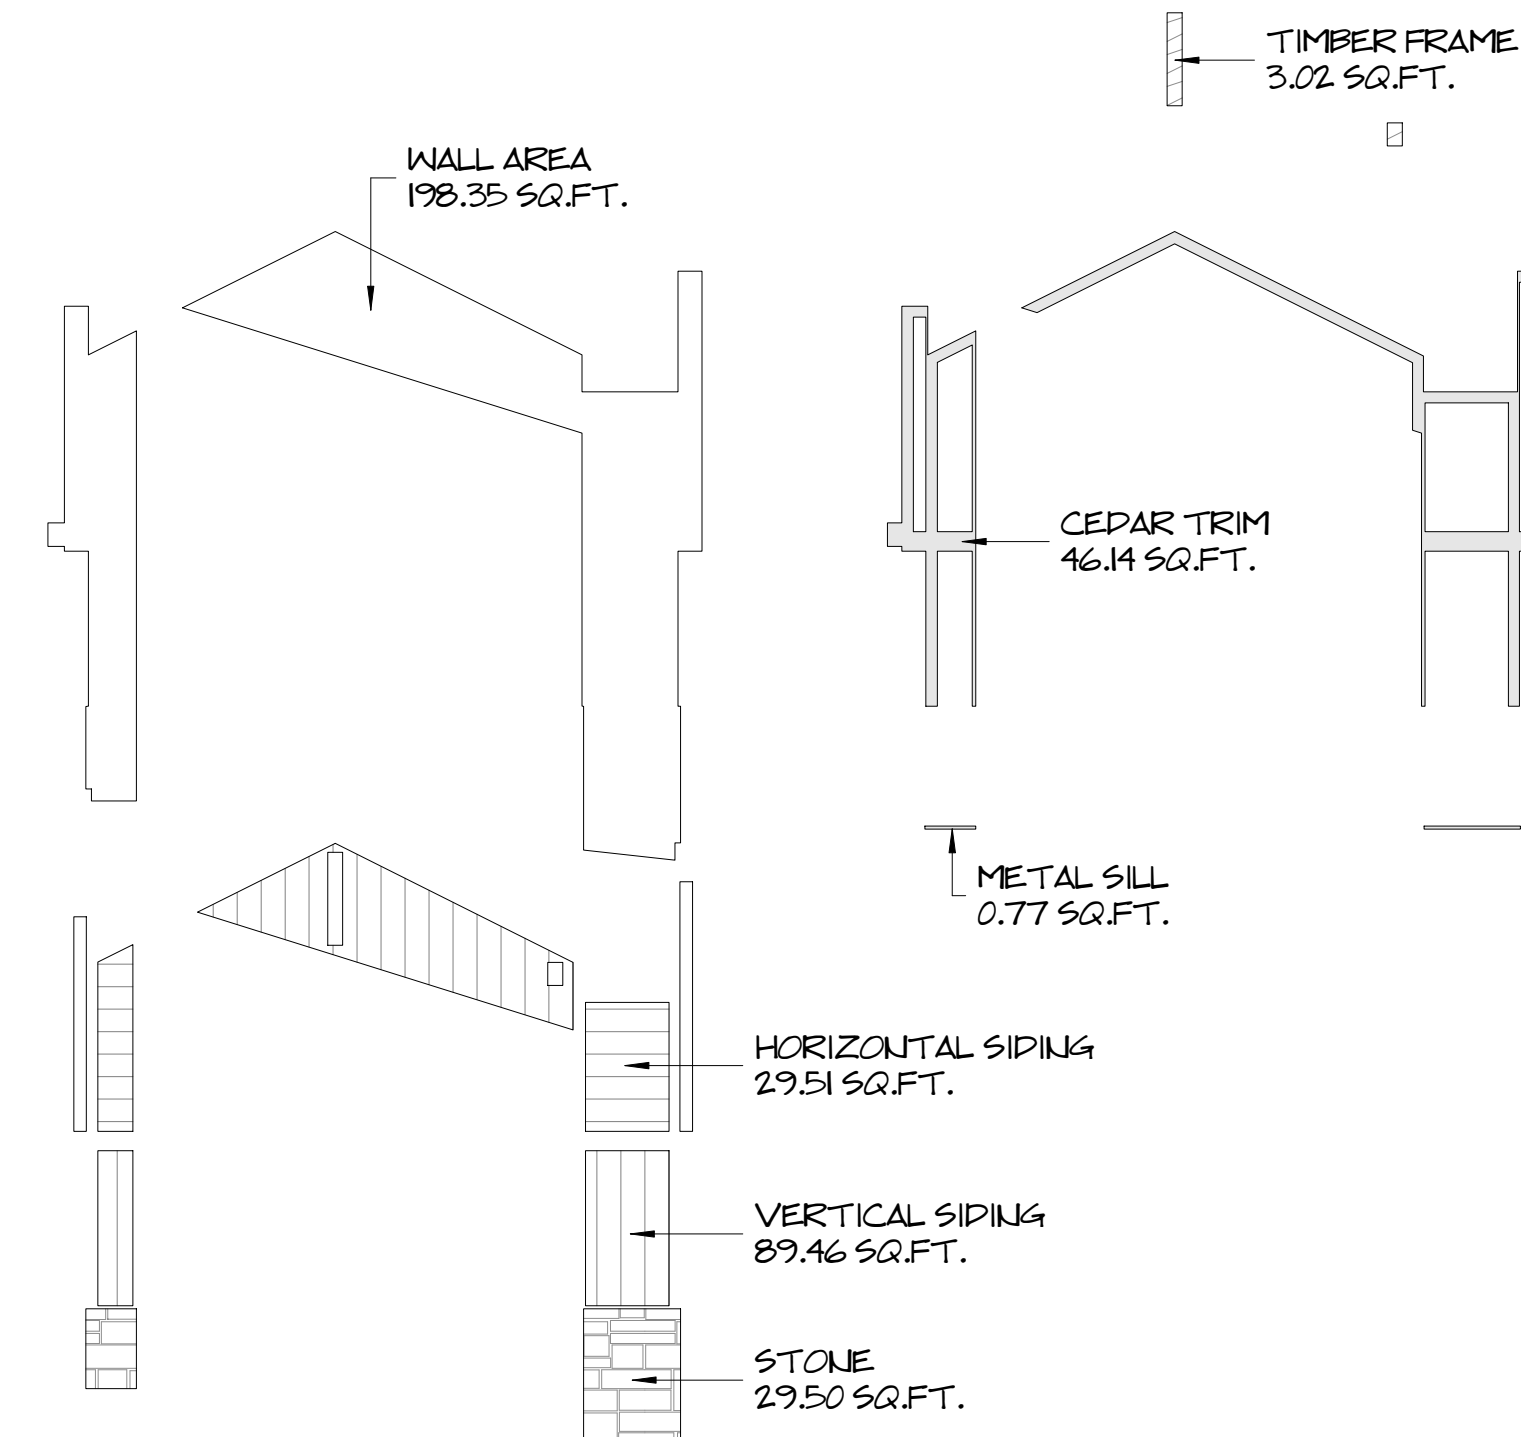 TIMBER FRAME
3.02 SQ.FT.
WALL AREA
198.35 SQ.FT.
CEDAR TRIM
46.14 SQ.FT.
METAL SILL
0.77 SQ.FT.
HORIZONTAL SIDING
29.51 SQ.FT.
VERTICAL SIDING
89.46 SQ.FT.
STONE
29.50 SQ.FT.